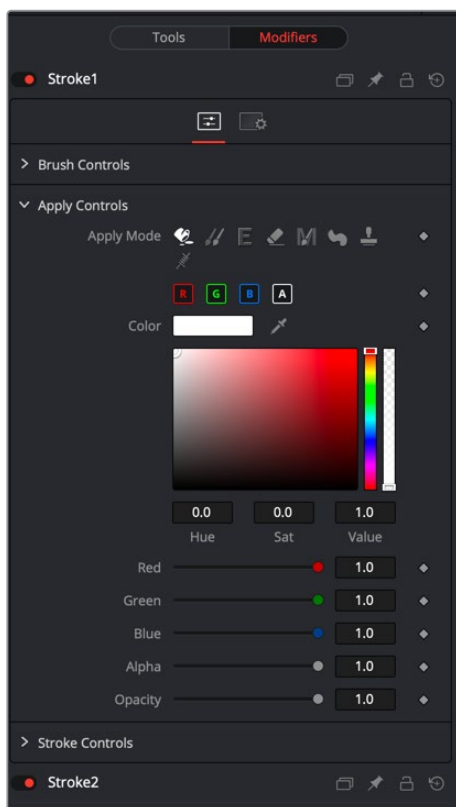 Tools Modifiers
Stroke1
Brush Controls
Apply Controls
Apply Mode
R G B A
Color
0.0 0.0 1.0
Hue Sat Value
Red 1.0
Green 1.0
Blue 1.0
Alpha 1.0
Opacity 1.0
Stroke Controls
Stroke2